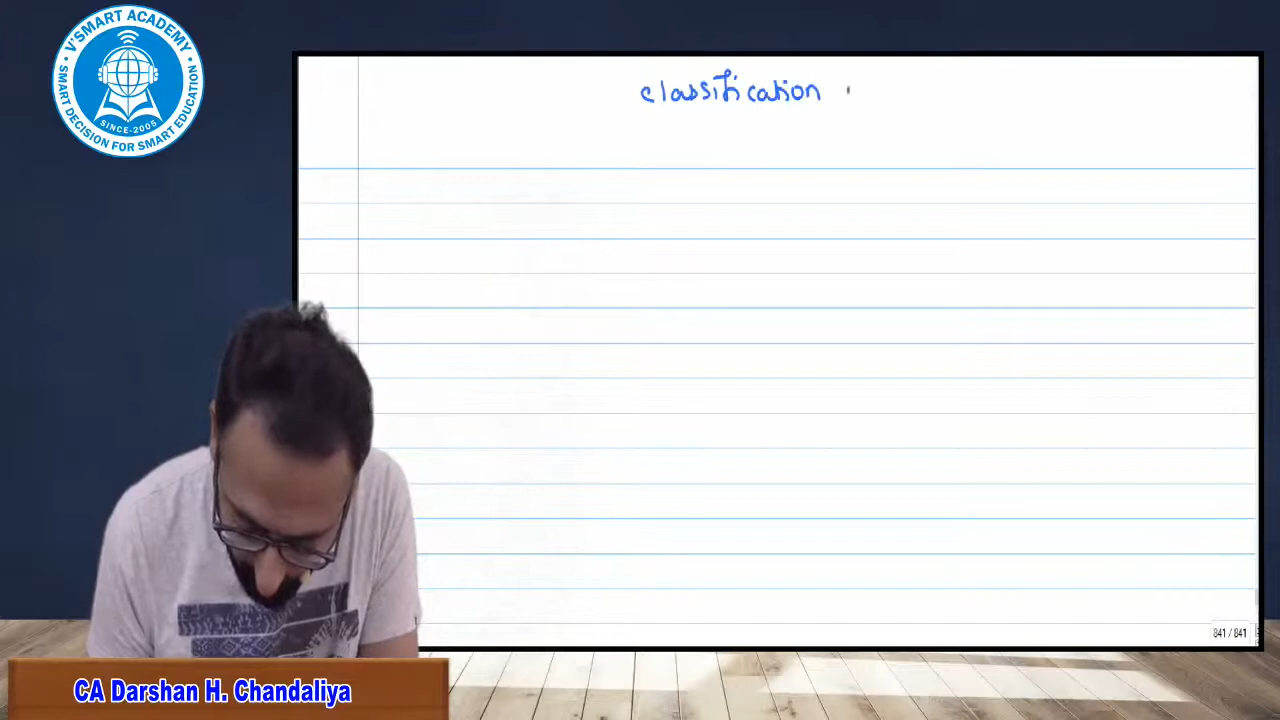 V'SMART ACADEMY
SMART DECISION FOR SMART EDUCATION
SINCE-2005
classification
841 / 841
CA Darshan H. Chandaliya